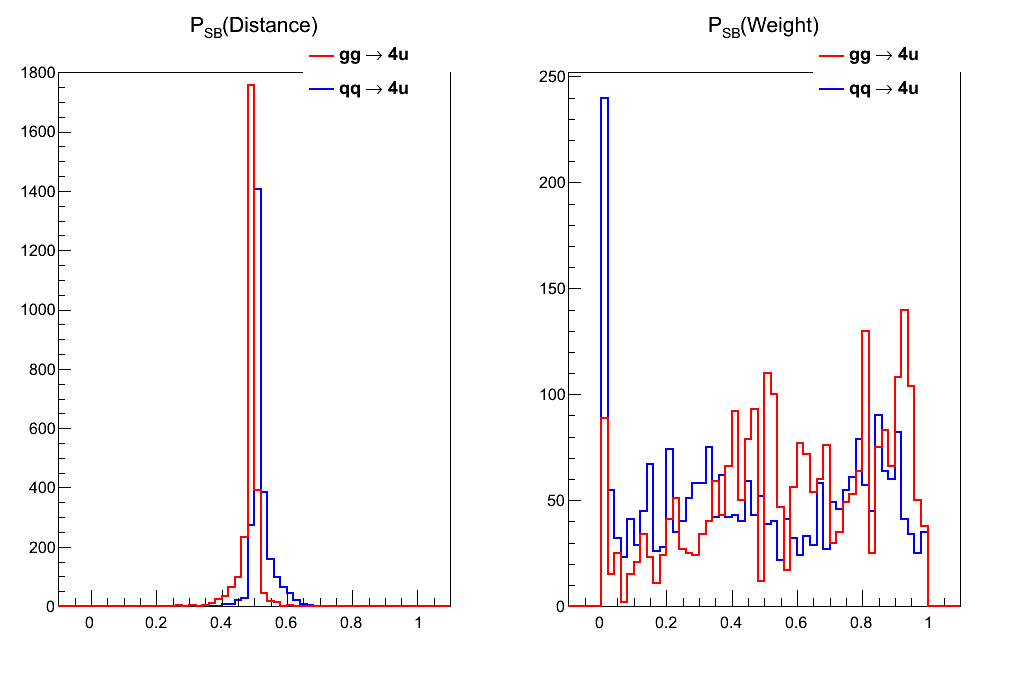 P_SB(Distance)
gg → 4u
qq → 4u
1800
1600
1400
1200
1000
800
600
400
200
0
0 0.2 0.4 0.6 0.8 1
P_SB(Weight)
gg → 4u
qq → 4u
250
200
150
100
50
0
0 0.2 0.4 0.6 0.8 1